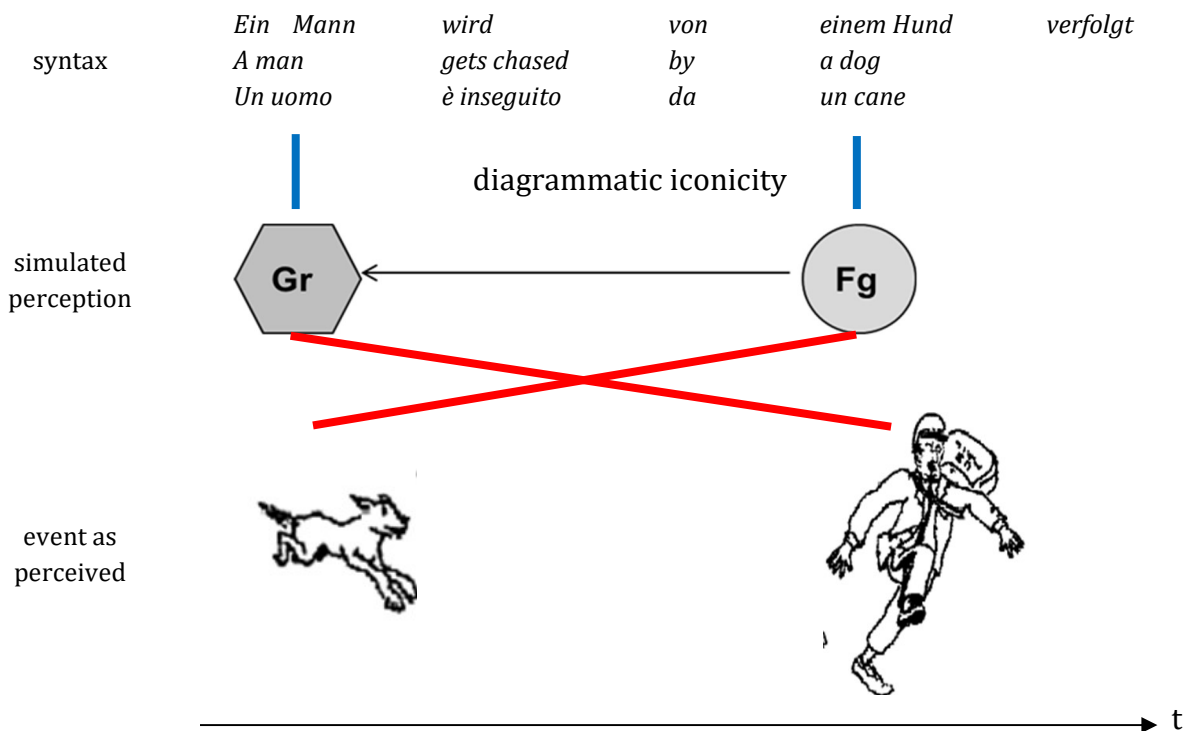 Ein Mann wird von einem Hund verfolgt
syntax A man gets chased by a dog
Un uomo è inseguito da un cane
diagrammatic iconicity
simulated
perception
Gr Fg
event as
perceived
t